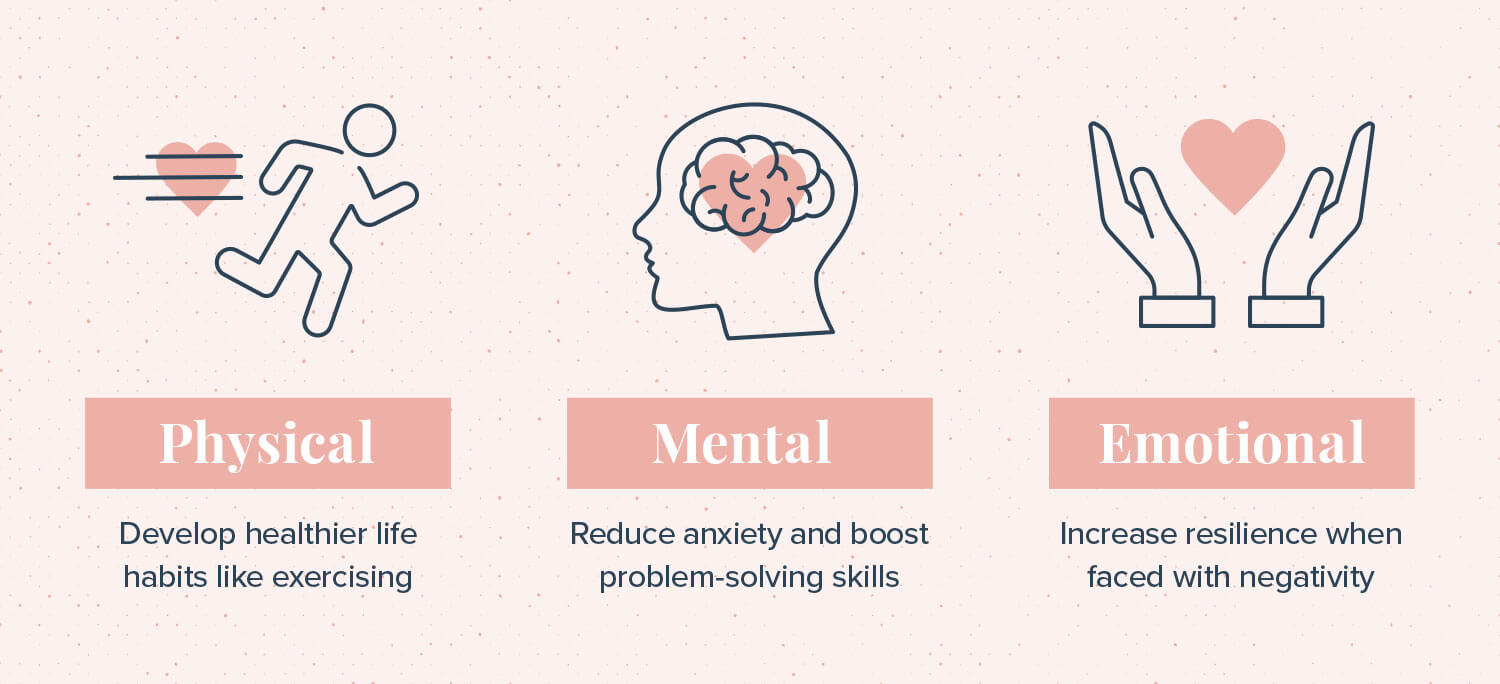 Physical
Develop healthier life
habits like exercising
Mental
Reduce anxiety and boost
problem-solving skills
Emotional
Increase resilience when
faced with negativity